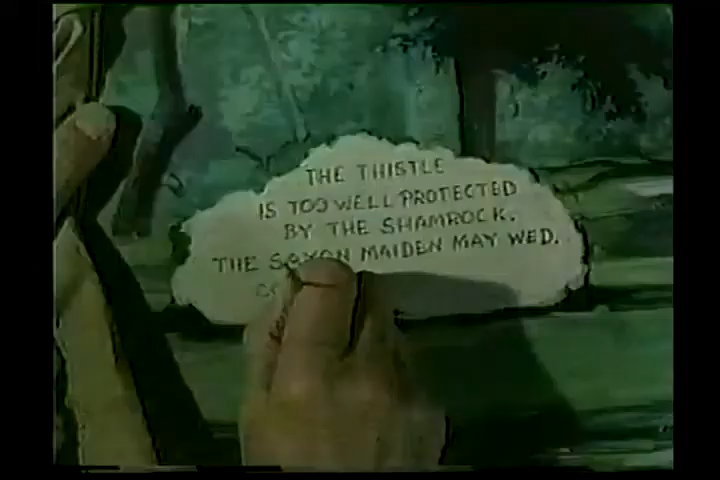 THE THISTLE
IS TOO WELL PROTECTED
BY THE SHAMROCK.
THE SAXON MAIDEN MAY WED.